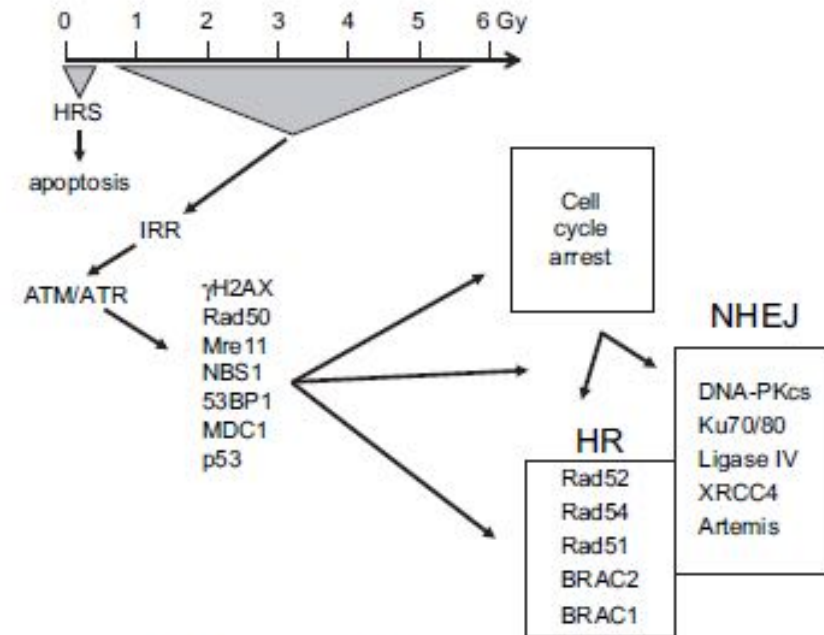 0 1 2 3 4 5 6 Gy
HRS
apoptosis
IRR
ATM/ATR
γH2AX
Rad50
Mre11
NBS1
53BP1
MDC1
p53
Cell
cycle
arrest
NHEJ
DNA-PKcs
Ku70/80
Ligase IV
XRCC4
Artemis
HR
Rad52
Rad54
Rad51
BRAC2
BRAC1